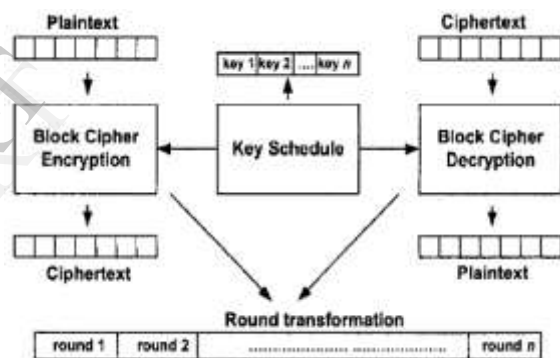 Plaintext
Ciphertext
key 1 key 2 .... key n
Block Cipher
Encryption
Key Schedule
Block Cipher
Decryption
Ciphertext
Plaintext
Round transformation
round 1 round 2 ........................ ........................ round n